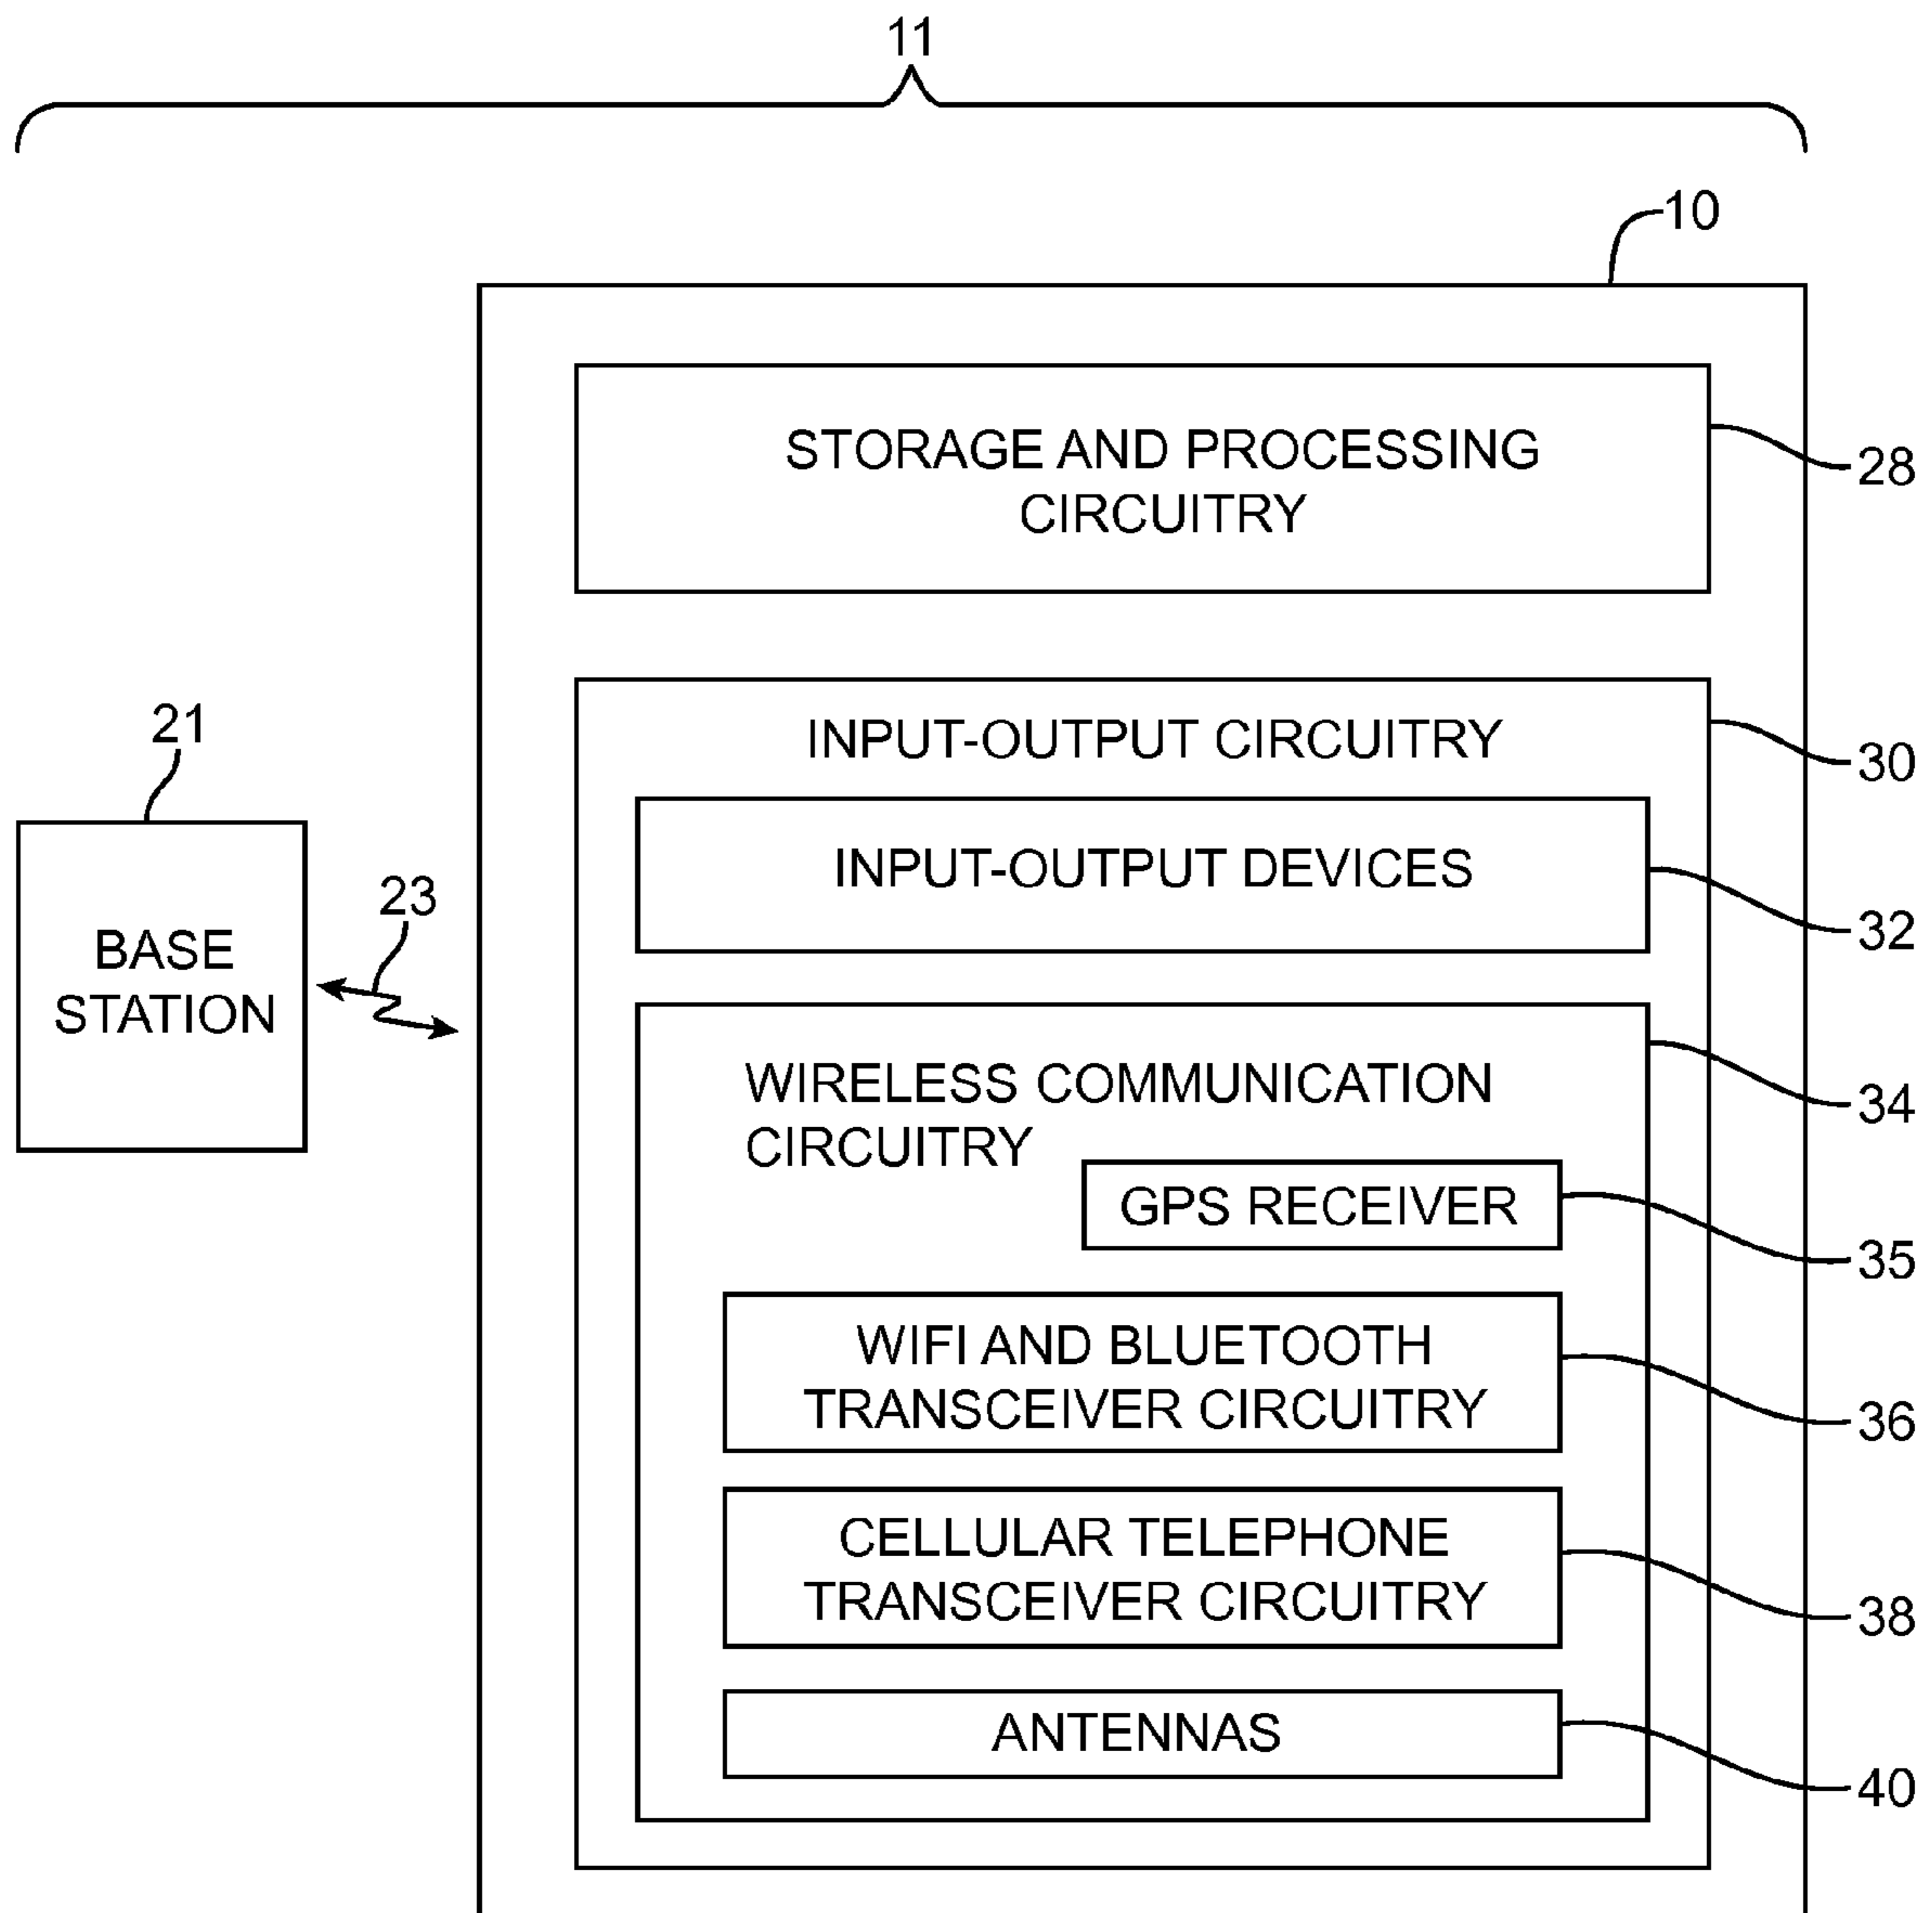 11
10
STORAGE AND PROCESSING
CIRCUITRY
28
INPUT-OUTPUT CIRCUITRY
30
21
INPUT-OUTPUT DEVICES
32
23
BASE
STATION
WIRELESS COMMUNICATION
CIRCUITRY
34
GPS RECEIVER
35
WIFI AND BLUETOOTH
TRANSCEIVER CIRCUITRY
36
CELLULAR TELEPHONE
TRANSCEIVER CIRCUITRY
38
ANTENNAS
40